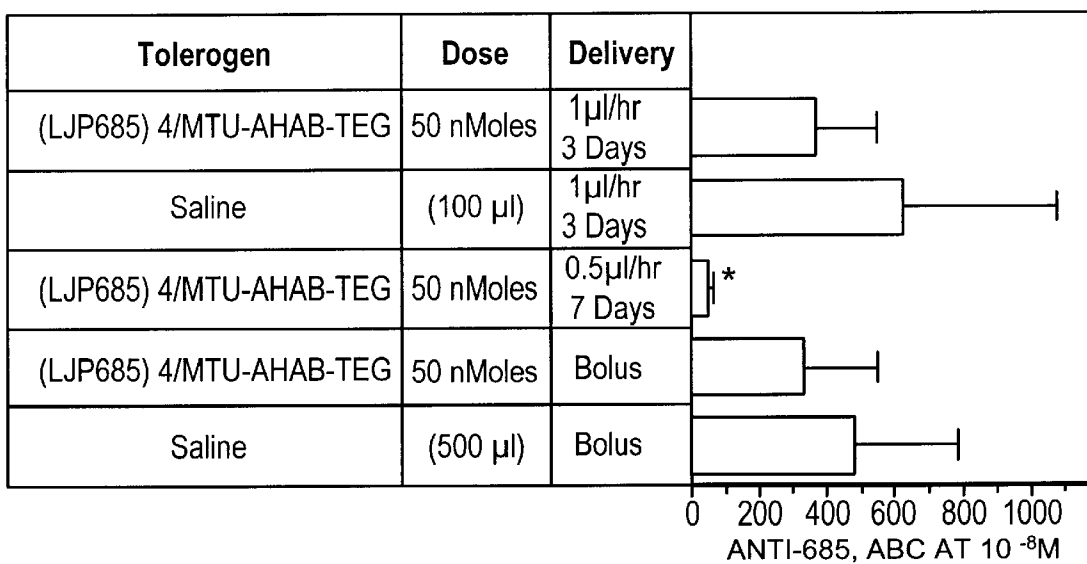 Tolerogen Dose Delivery
(LJP685) 4/MTU-AHAB-TEG 50 nMoles 1µl/hr
3 Days
Saline (100 µl) 1µl/hr
3 Days
(LJP685) 4/MTU-AHAB-TEG 50 nMoles 0.5µl/hr
7 Days
*
(LJP685) 4/MTU-AHAB-TEG 50 nMoles Bolus
Saline (500 µl) Bolus
0 200 400 600 800 1000
ANTI-685, ABC AT 10 -8M